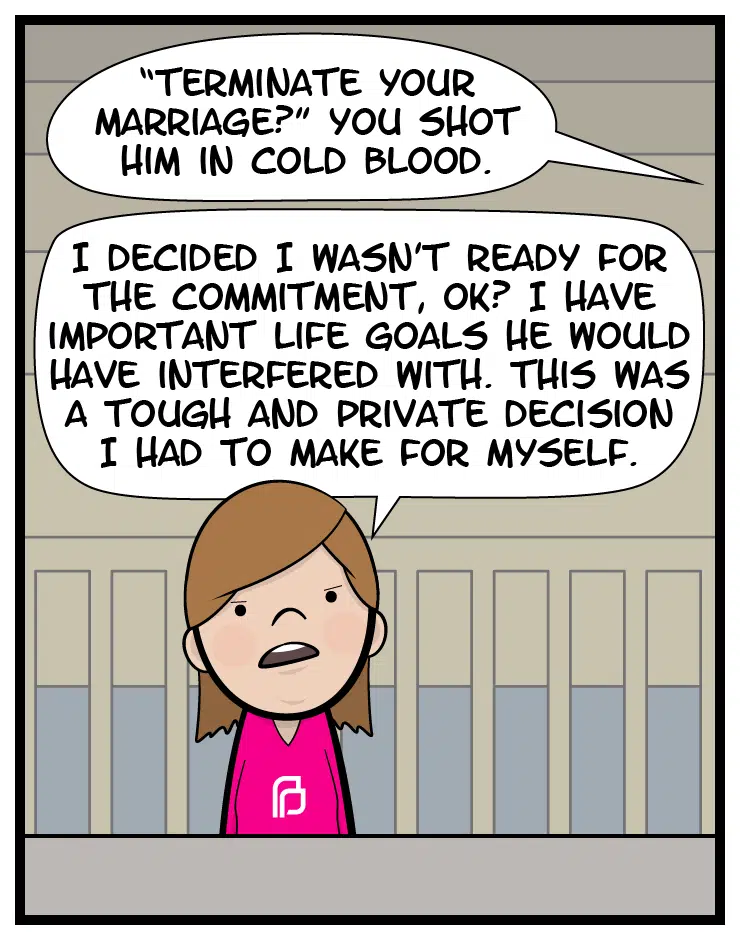 "TERMINATE YOUR
MARRIAGE?" YOU SHOT
HIM IN COLD BLOOD.
I DECIDED I WASN'T READY FOR
THE COMMITMENT, OK? I HAVE
IMPORTANT LIFE GOALS HE WOULD
HAVE INTERFERED WITH. THIS WAS
A TOUGH AND PRIVATE DECISION
I HAD TO MAKE FOR MYSELF.